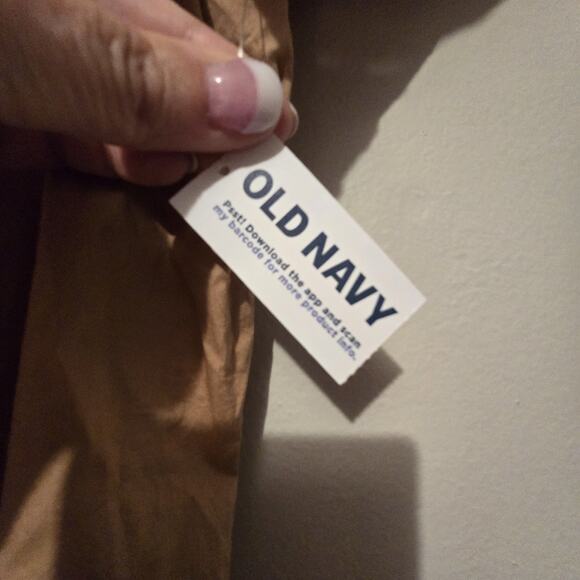 OLD NAVY
Psst! Download the app and scan
my barcode for more product info.